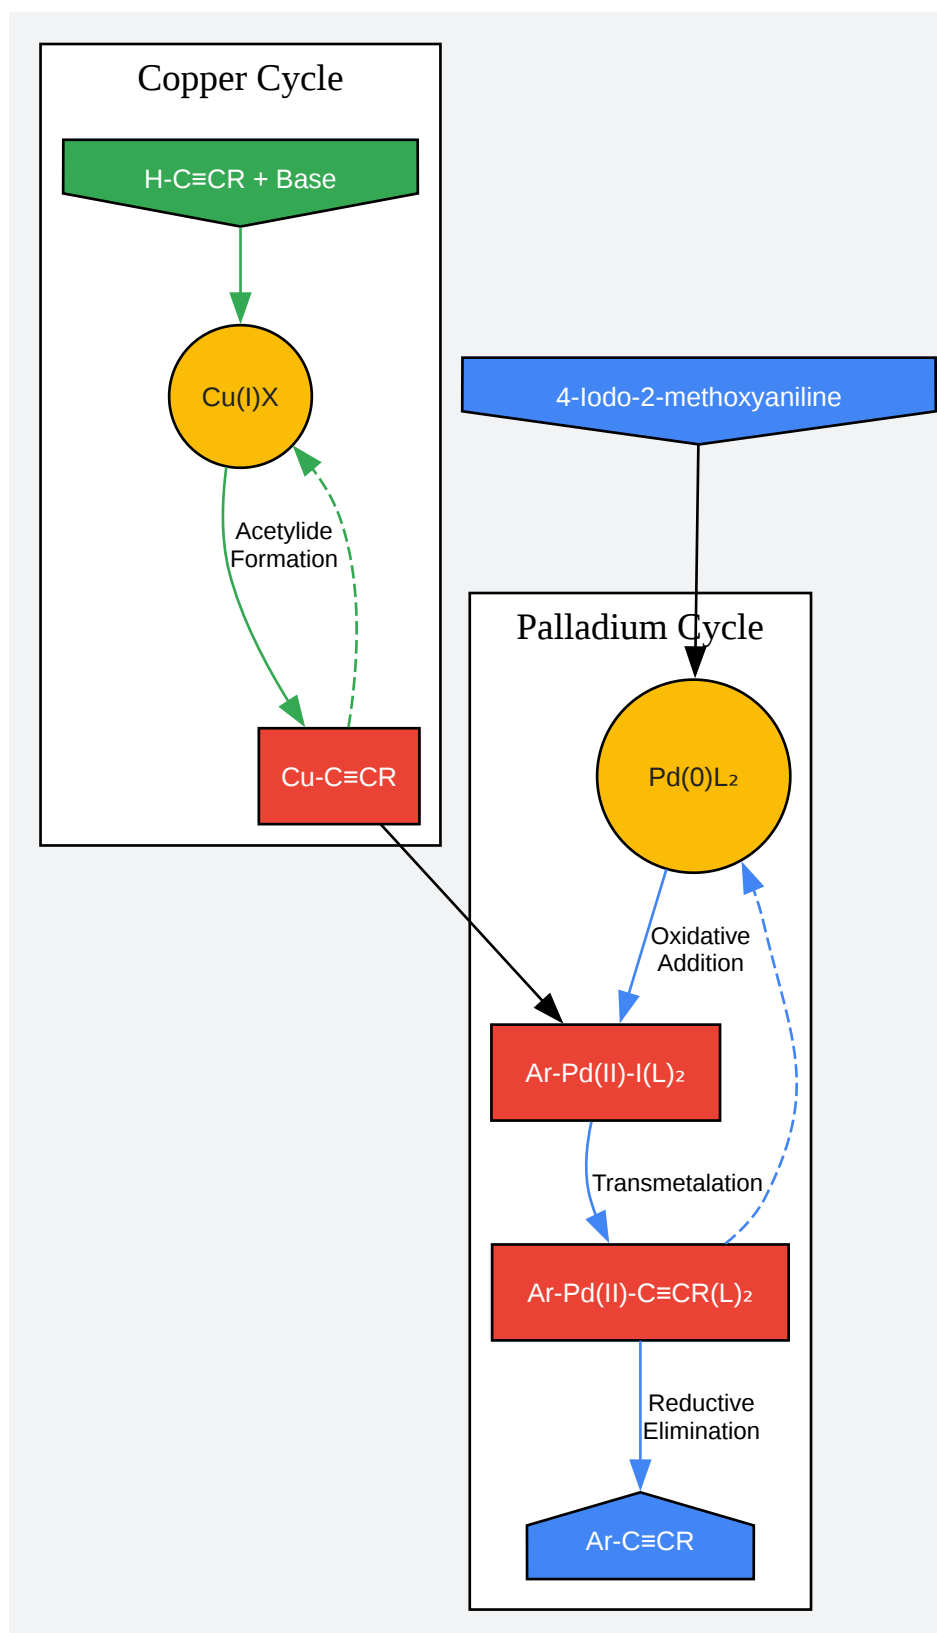 Copper Cycle
H-C≡CR + Base
Cu(I)X
4-Iodo-2-methoxyaniline
Acetylide
Formation
Palladium Cycle
Cu-C≡CR
Pd(0)L₂
Oxidative
Addition
Ar-Pd(II)-I(L)₂
Transmetalation
Ar-Pd(II)-C≡CR(L)₂
Reductive
Elimination
Ar-C≡CR